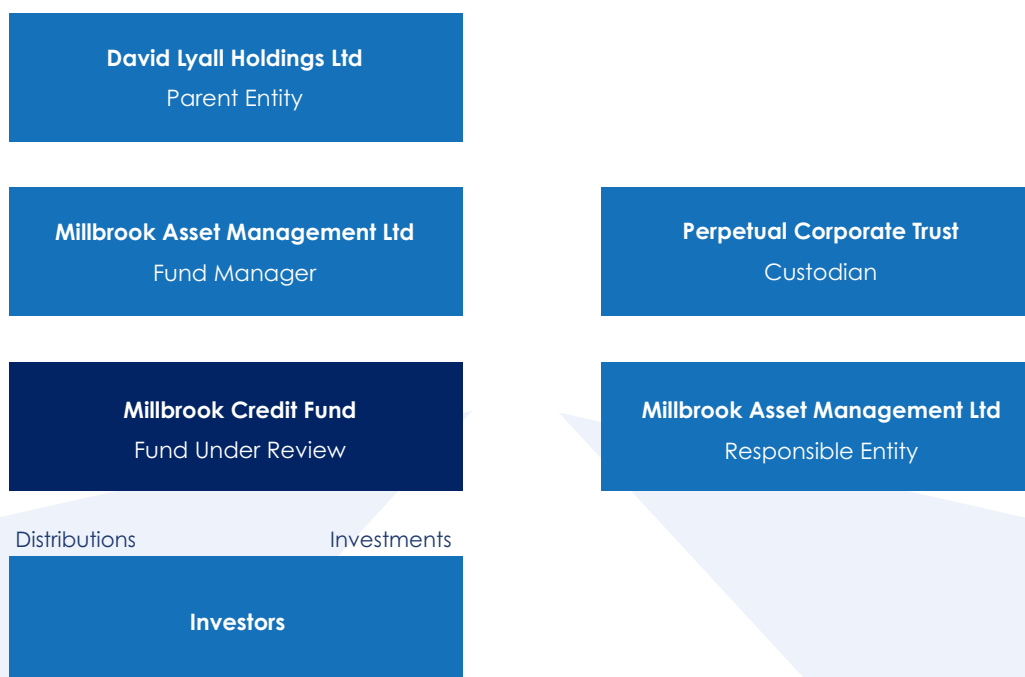 David Lyall Holdings Ltd
Parent Entity
Millbrook Asset Management Ltd
Fund Manager
Perpetual Corporate Trust
Custodian
Millbrook Credit Fund
Fund Under Review
Millbrook Asset Management Ltd
Responsible Entity
Distributions
Investments
Investors